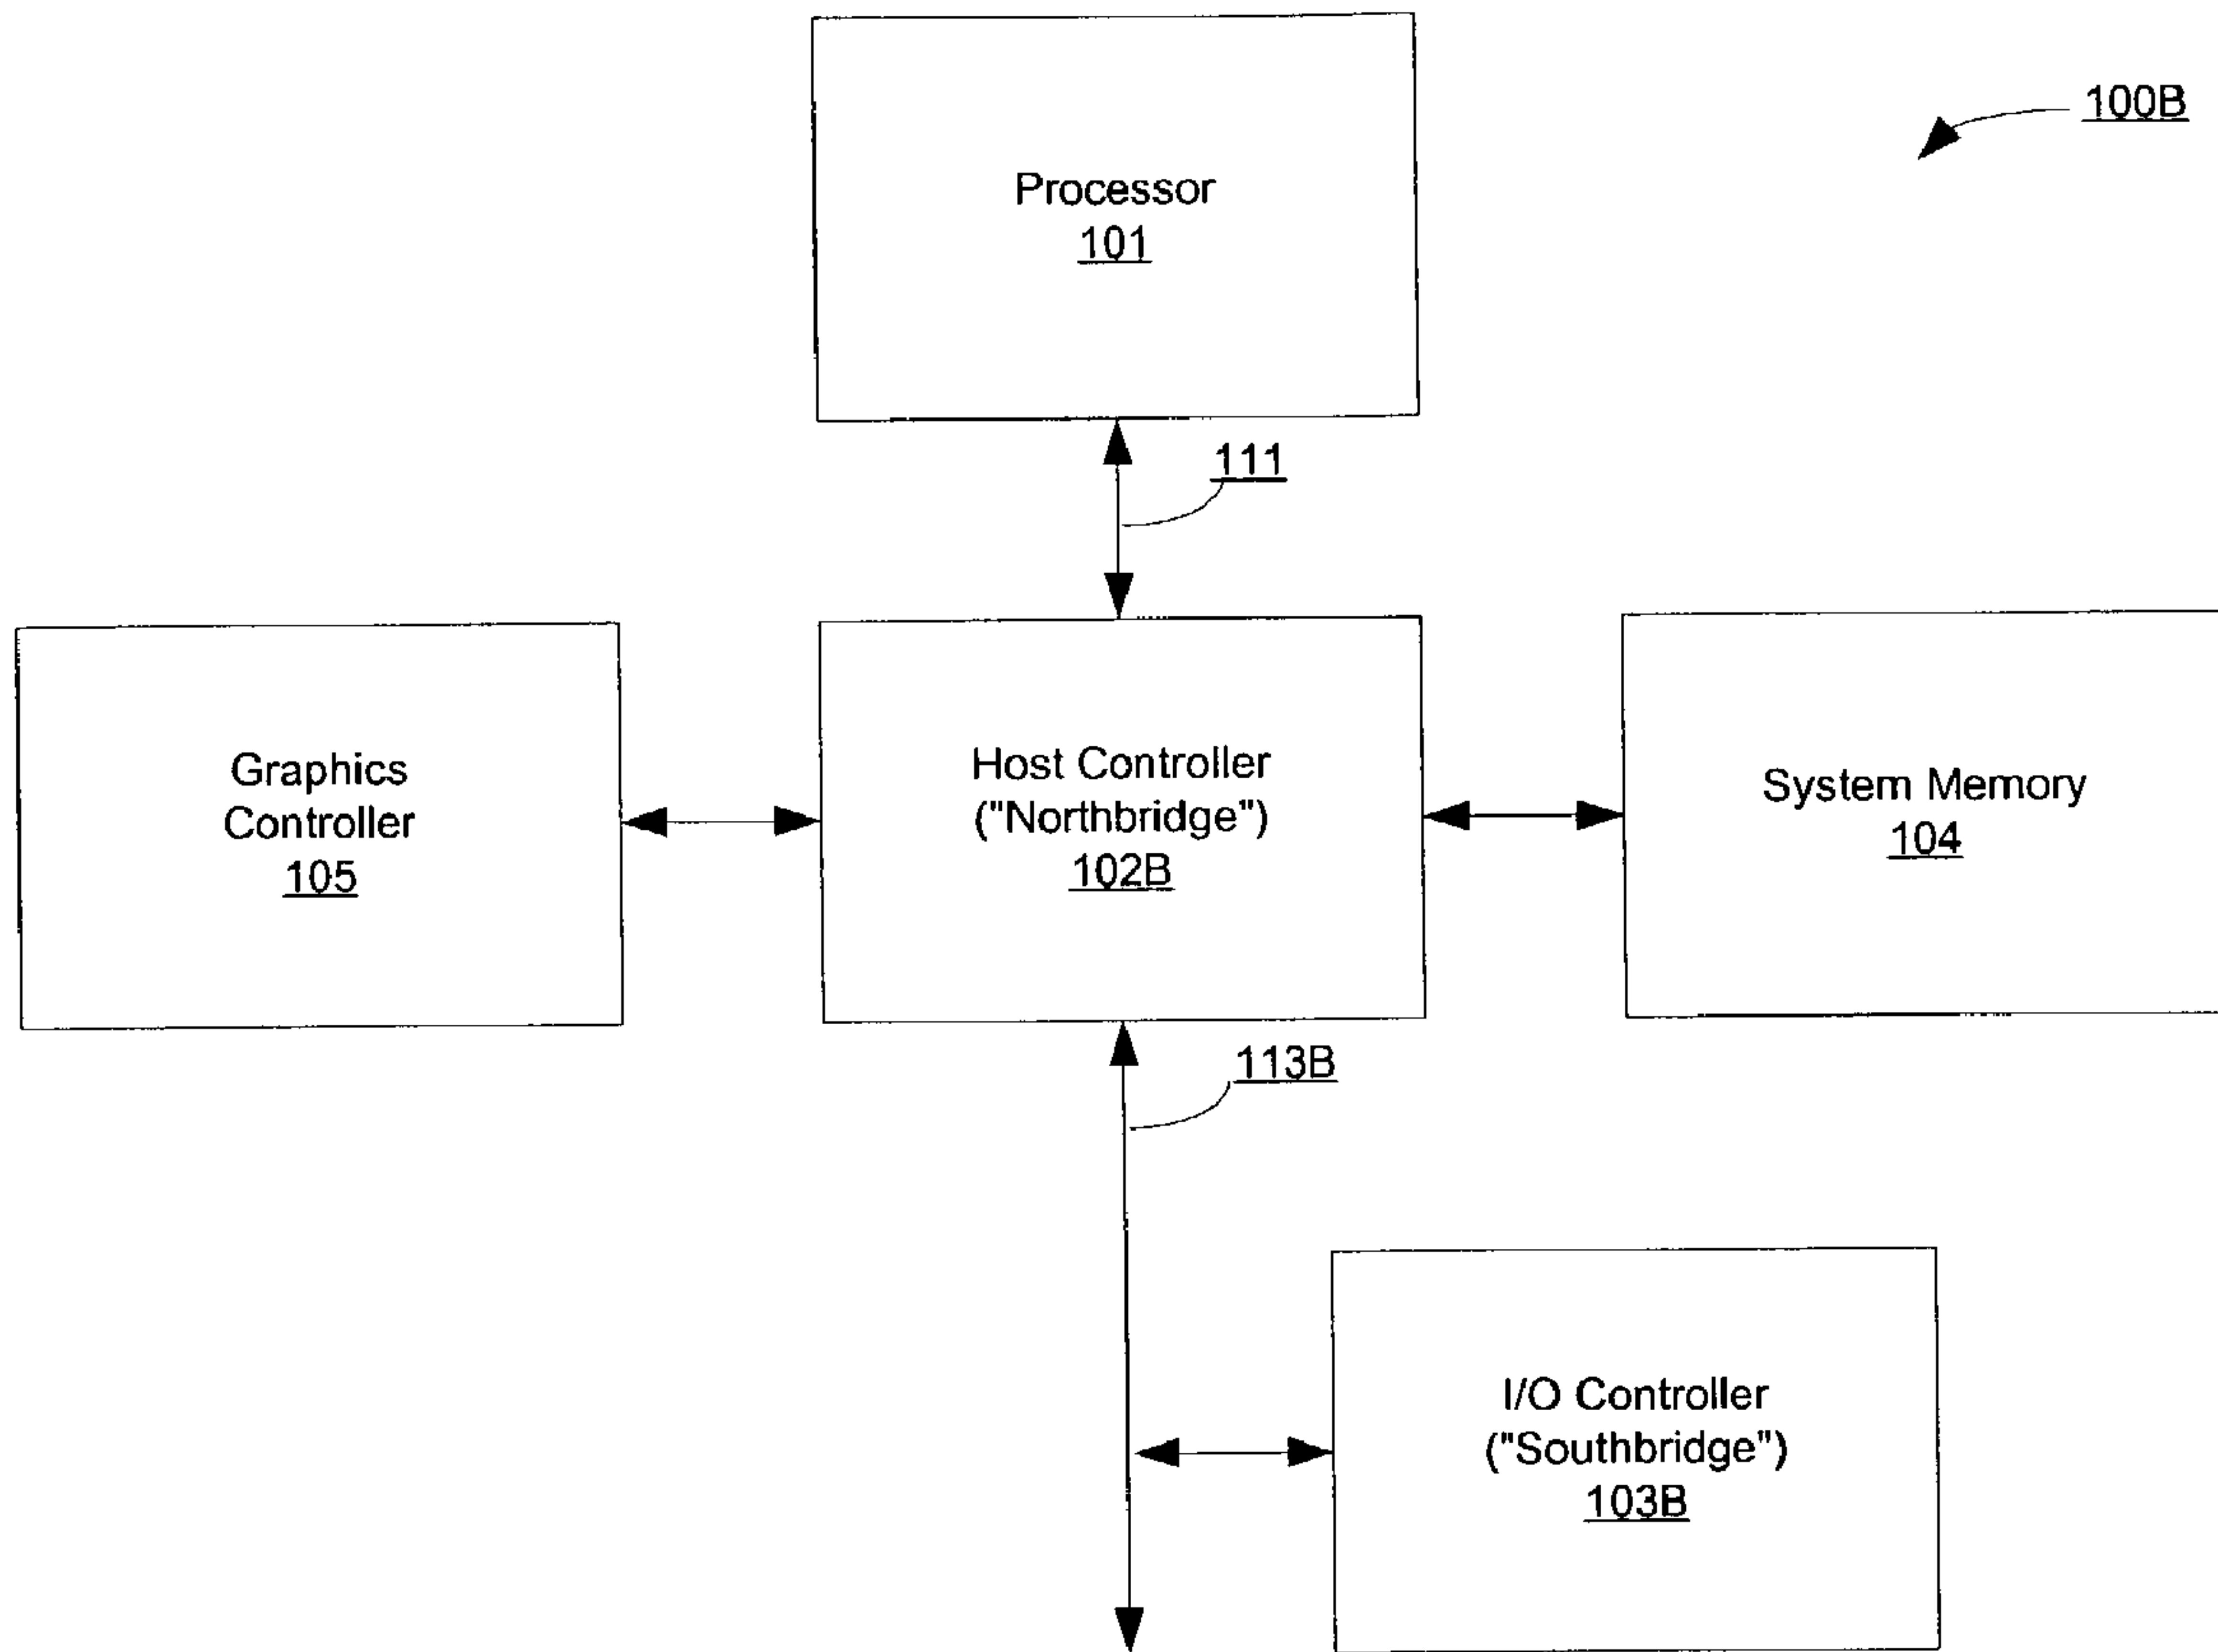 100B
Processor
101
111
Graphics
Controller
105
Host Controller
("Northbridge")
102B
System Memory
104
113B
I/O Controller
("Southbridge")
103B